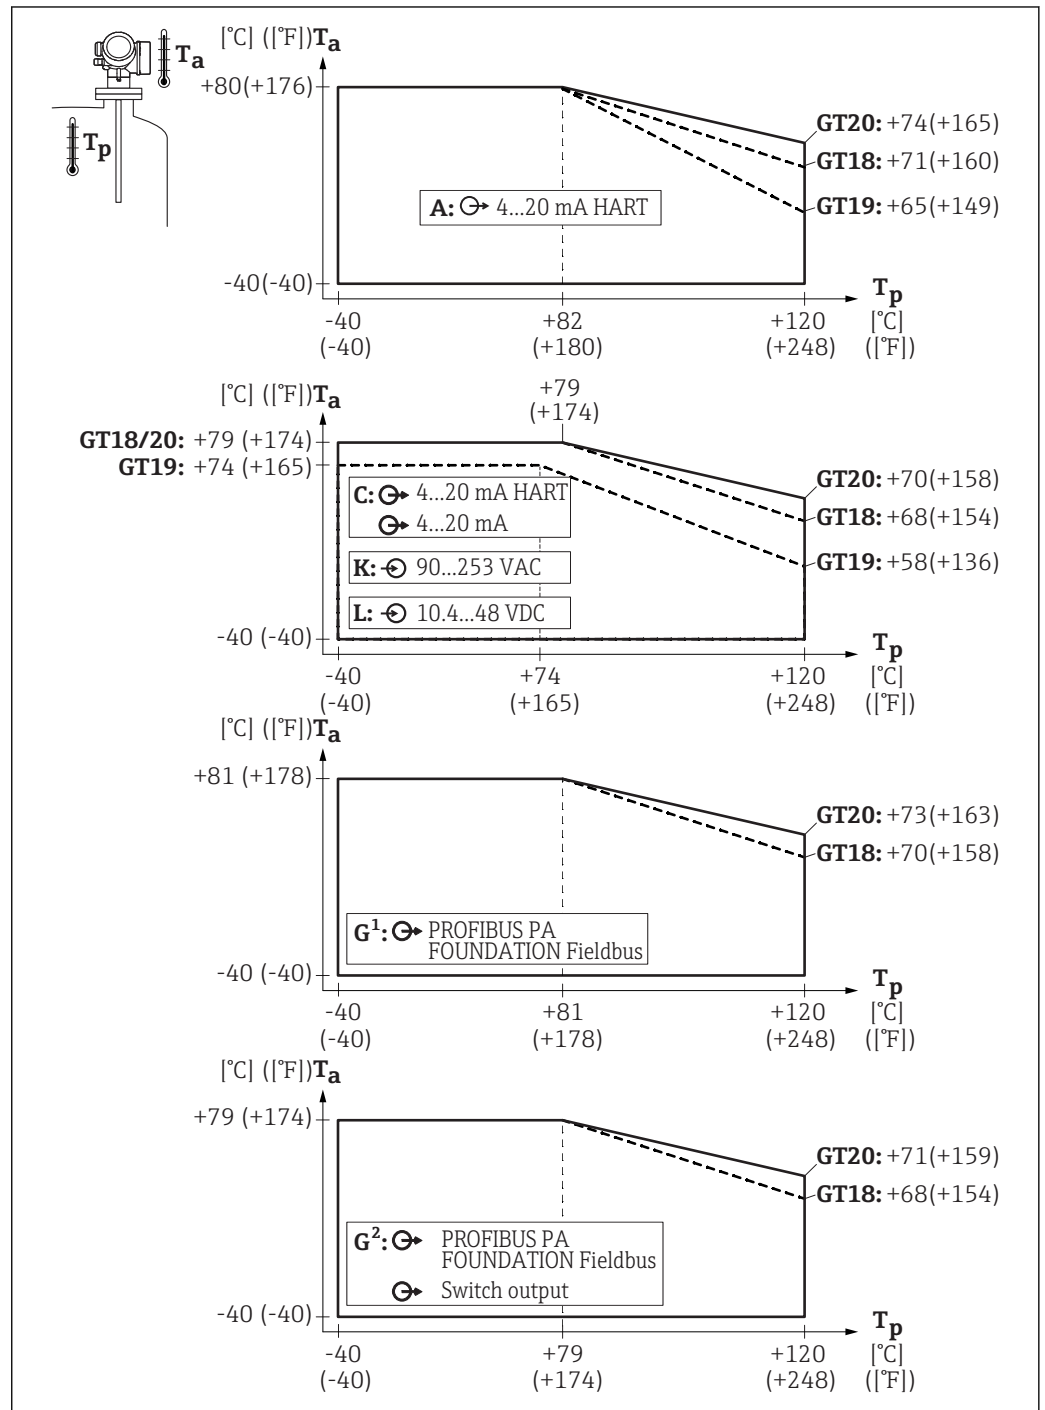 [°C] ([°F]) Ta
Ta
Tp
+80(+176)
GT20: +74(+165)
GT18: +71(+160)
GT19: +65(+149)
A: 4...20 mA HART
-40(-40)
Tp
-40 +82 +120 [°C]
(-40) (+180) (+248) ([°F])
[°C] ([°F]) Ta
+79
(+174)
GT18/20: +79 (+174)
GT19: +74 (+165)
GT20: +70(+158)
GT18: +68(+154)
GT19: +58(+136)
C: 4...20 mA HART
4...20 mA
K: 90...253 VAC
L: 10.4...48 VDC
-40 (-40)
Tp
-40 +74 +120 [°C]
(-40) (+165) (+248) ([°F])
[°C] ([°F]) Ta
+81 (+178)
GT20: +73(+163)
GT18: +70(+158)
G1: PROFIBUS PA
FOUNDATION Fieldbus
-40 (-40)
Tp
-40 +81 +120 [°C]
(-40) (+178) (+248) ([°F])
[°C] ([°F]) Ta
+79 (+174)
GT20: +71(+159)
GT18: +68(+154)
G2: PROFIBUS PA
FOUNDATION Fieldbus
Switch output
-40 (-40)
Tp
-40 +79 +120 [°C]
(-40) (+174) (+248) ([°F])